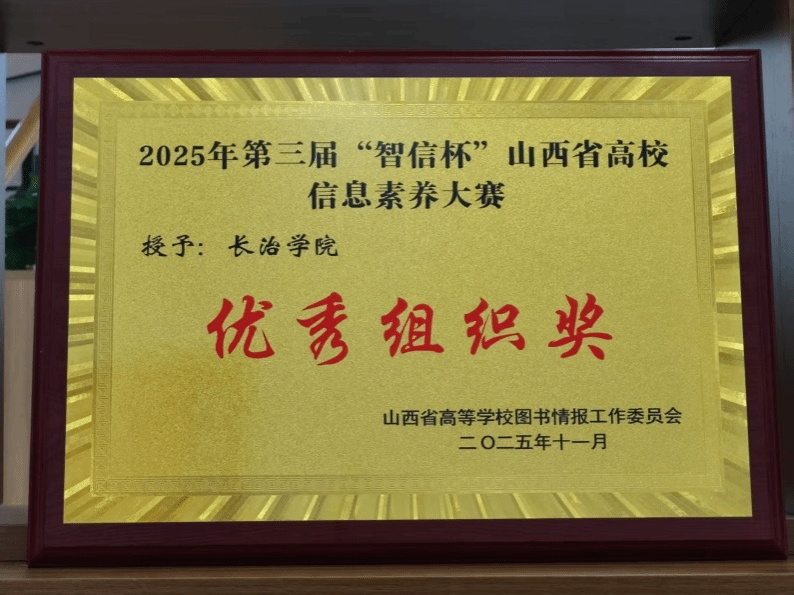 2025年第三届“智信杯”山西省高校
信息素养大赛
授予：长治学院
优秀组织奖
山西省高等学校图书情报工作委员会
二〇二五年十一月